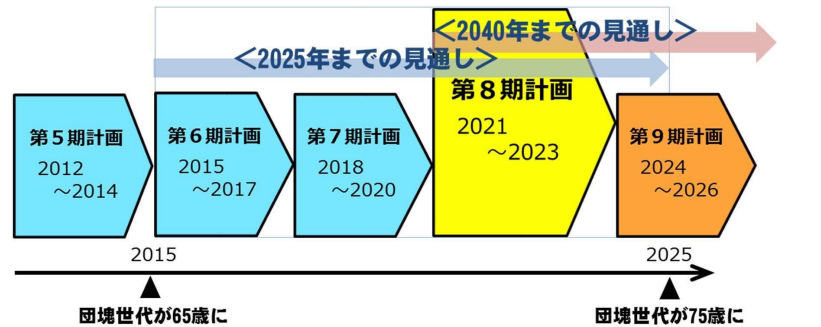 <2040年までの見通し>
<2025年までの見通し>
第5期計画
2012
～2014
第6期計画
2015
～2017
第7期計画
2018
～2020
第8期計画
2021
～2023
第9期計画
2024
～2026
2015
2025
団塊世代が65歳に
団塊世代が75歳に